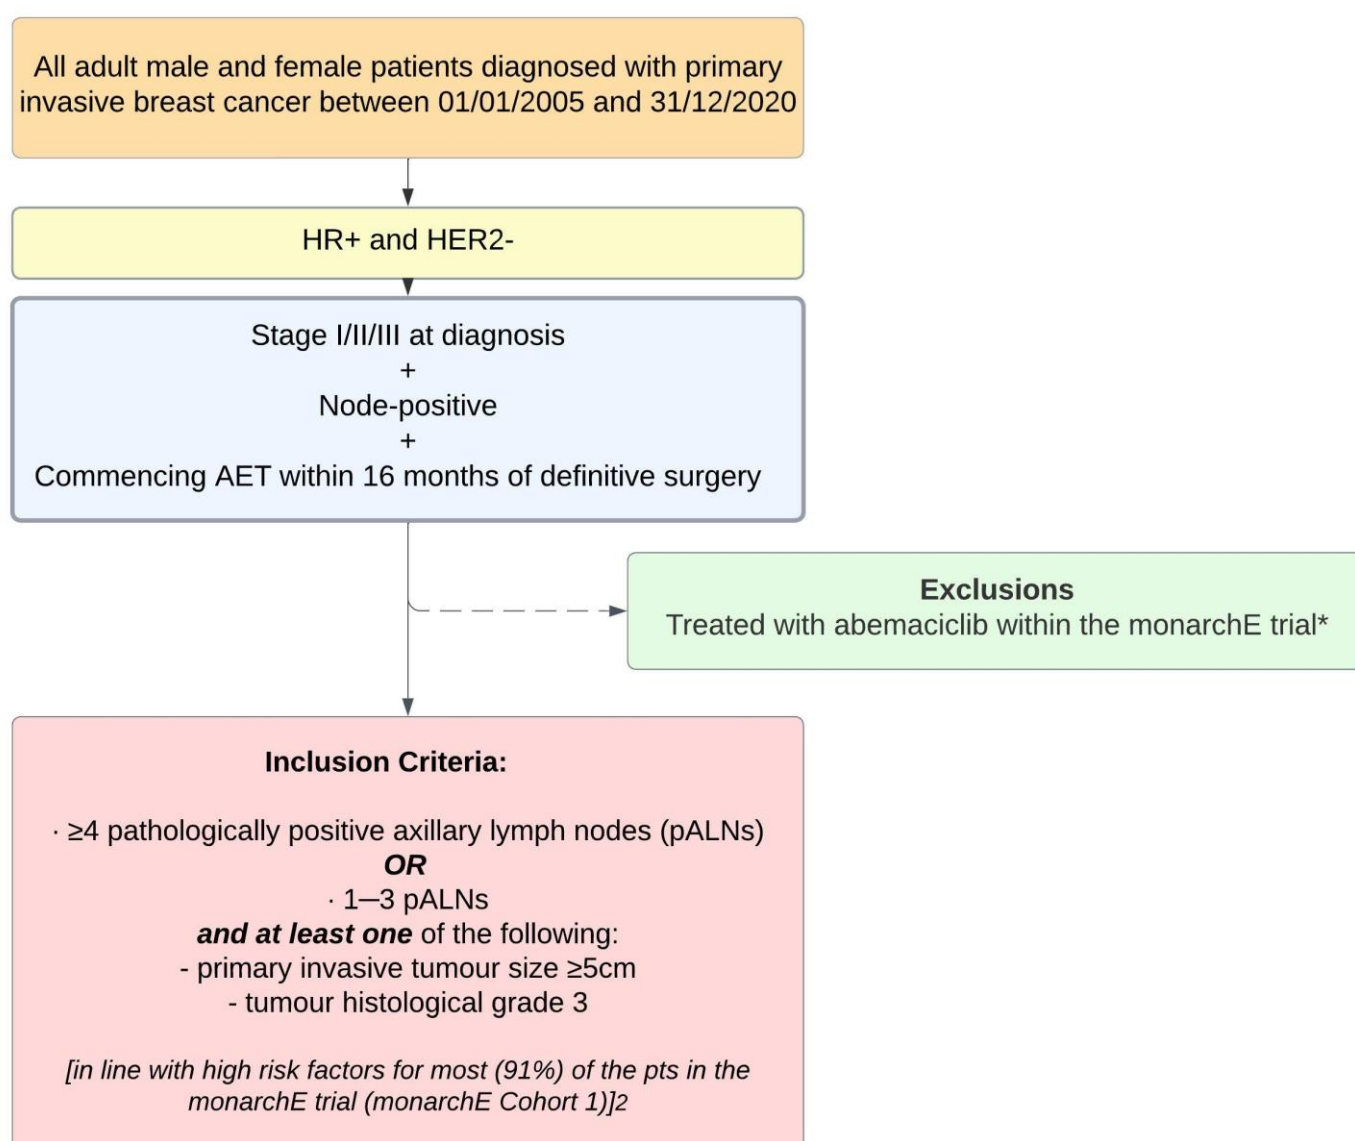 All adult male and female patients diagnosed with primary
invasive breast cancer between 01/01/2005 and 31/12/2020
HR+ and HER2-
Stage I/II/III at diagnosis
+
Node-positive
+
Commencing AET within 16 months of definitive surgery
Exclusions
Treated with abemaciclib within the monarchE trial*
Inclusion Criteria:
· ≥4 pathologically positive axillary lymph nodes (pALNs)
OR
· 1─3 pALNs
and at least one of the following:
- primary invasive tumour size ≥5cm
- tumour histological grade 3
[in line with high risk factors for most (91%) of the pts in the
monarchE trial (monarchE Cohort 1)]2